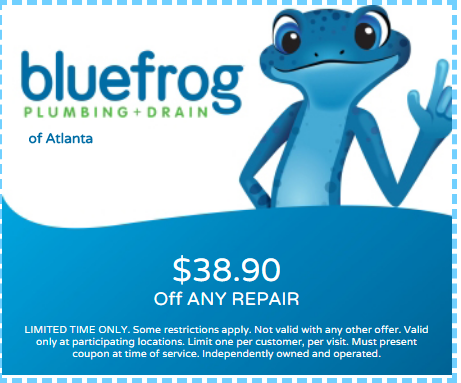 bluefrog
PLUMBING + DRAIN
of Atlanta
$38.90
Off ANY REPAIR
LIMITED TIME ONLY. Some restrictions apply. Not valid with any other offer. Valid
only at participating locations. Limit one per customer, per visit. Must present
coupon at time of service. Independently owned and operated.